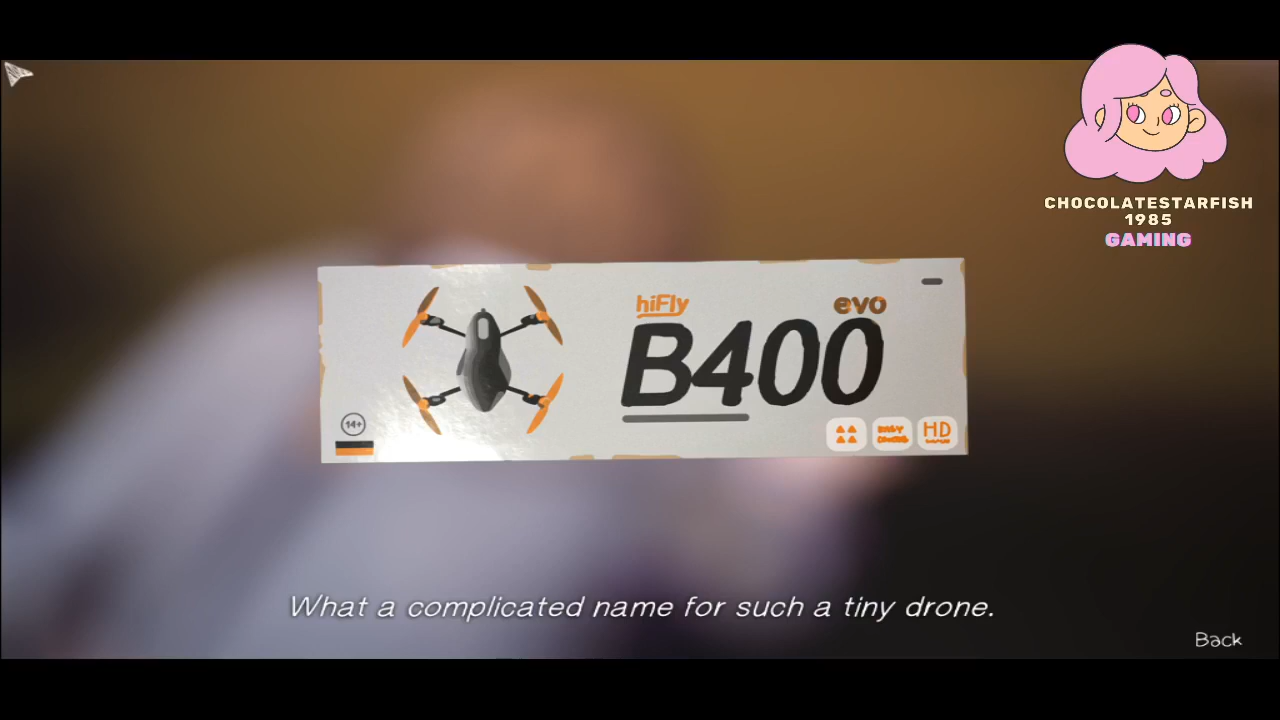 CHOCOLATESTARFISH
1985
GAMING
hiFly
evo
B400
14+
HD
What a complicated name for such a tiny drone.
Back